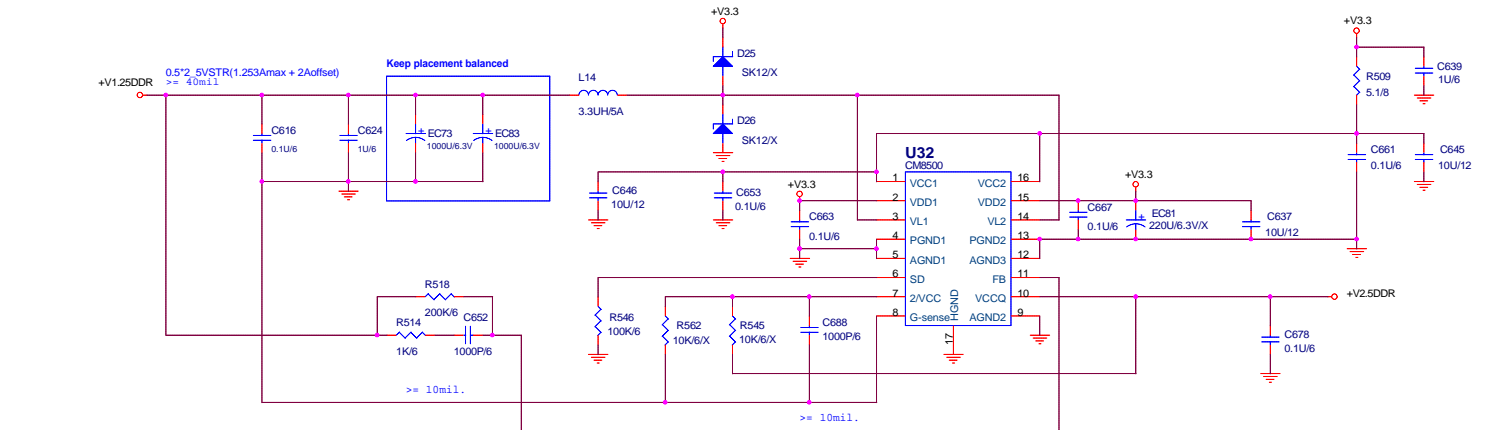 +V3.3
+V3.3
D25
SK12/X
Keep placement balanced
0.5*2_5VSTR(1.253Amax + 2Aoffset)
>= 40mil
+V1.25DDR
L14
3.3UH/5A
R509
5.1/8
C639
1U/6
C616
0.1U/6
C624
1U/6
EC73
1000U/6.3V
EC83
1000U/6.3V
D26
SK12/X
U32
CM8500
C661
0.1U/6
C645
10U/12
C646
10U/12
C653
0.1U/6
+V3.3
C663
0.1U/6
+V3.3
C667
0.1U/6
EC81
220U/6.3V/X
C637
10U/12
1 VCC1 VCC2 16
2 VDD1 VDD2 15
3 VL1 VL2 14
4 PGND1 PGND2 13
5 AGND1 AGND3 12
6 SD FB 11
7 2/VCC VCCQ 10
8 G-sense AGND2 9
HGND
17
+V2.5DDR
R518
200K/6
R514
1K/6
C652
1000P/6
R546
100K/6
R562
10K/6/X
R545
10K/6/X
C688
1000P/6
C678
0.1U/6
>= 10mil.
>= 10mil.